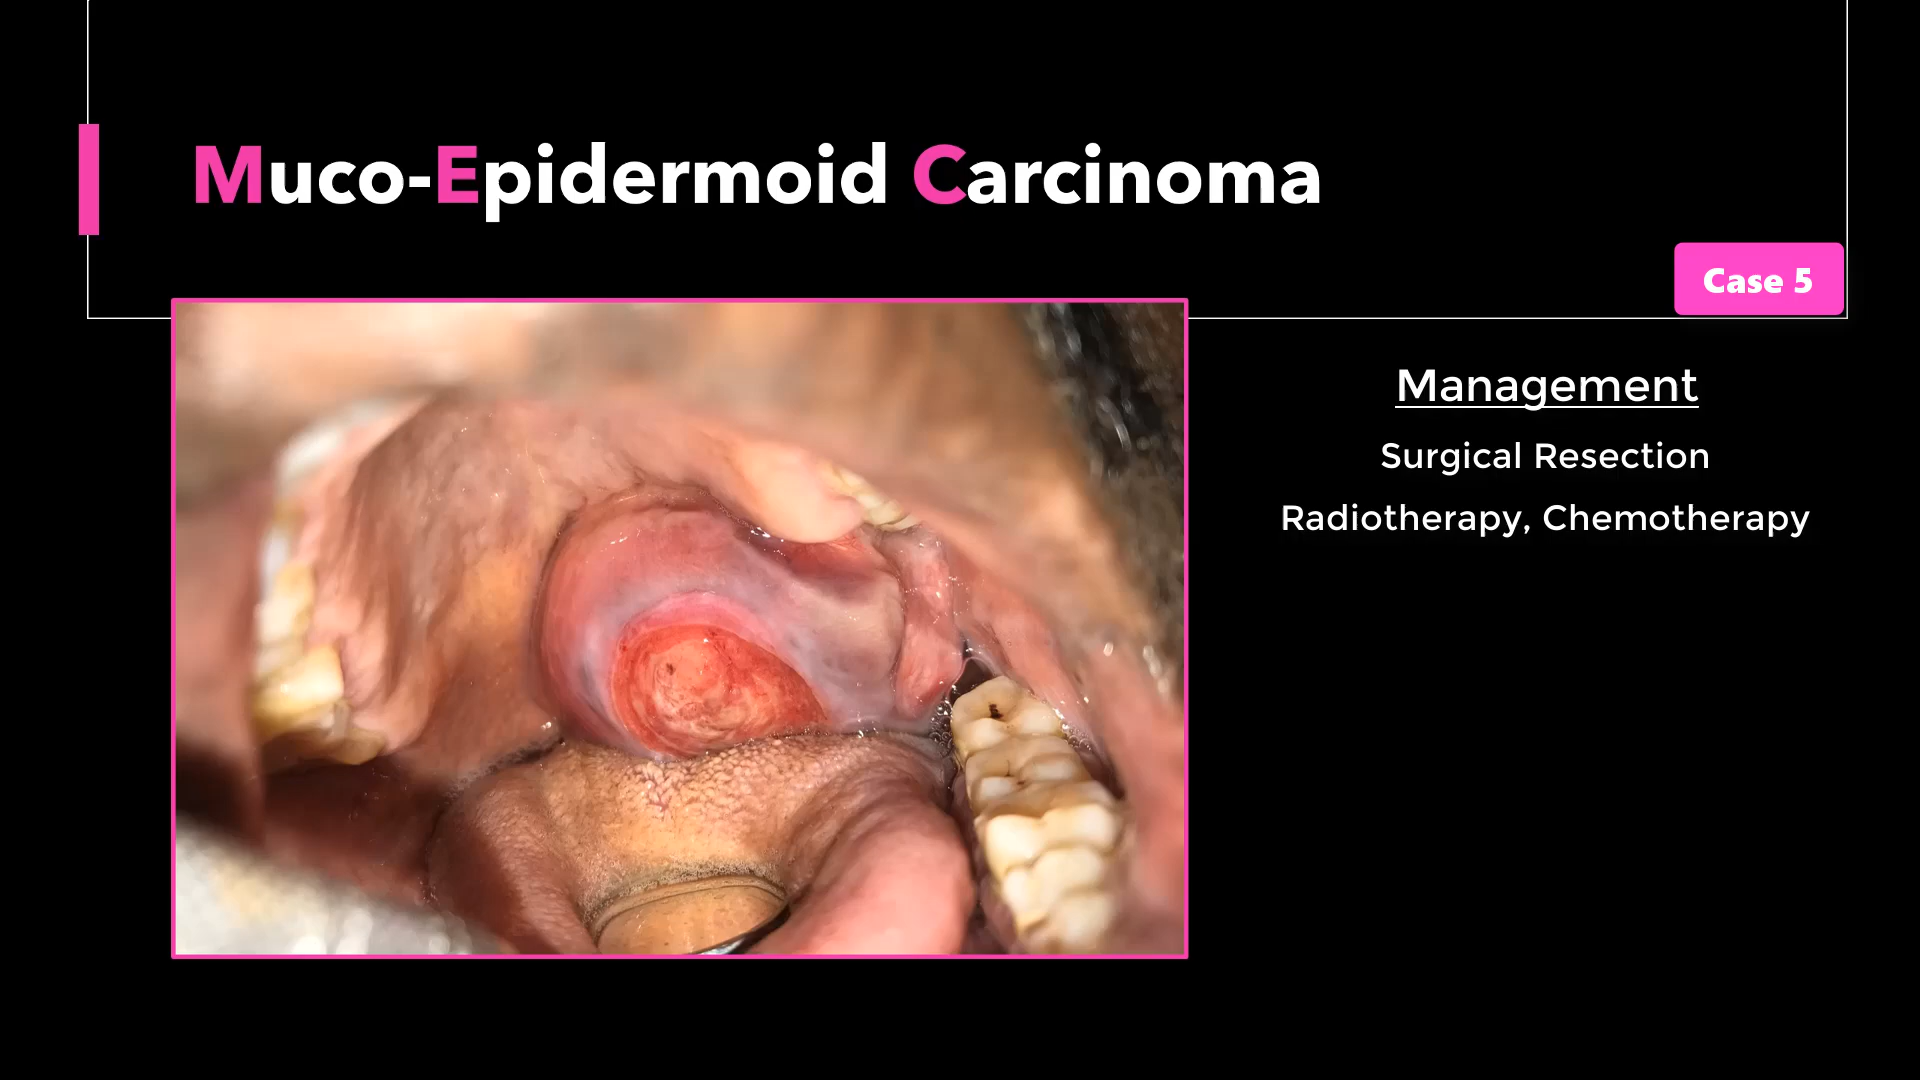 Muco-Epidermoid Carcinoma
Case 5
Management
Surgical Resection
Radiotherapy, Chemotherapy